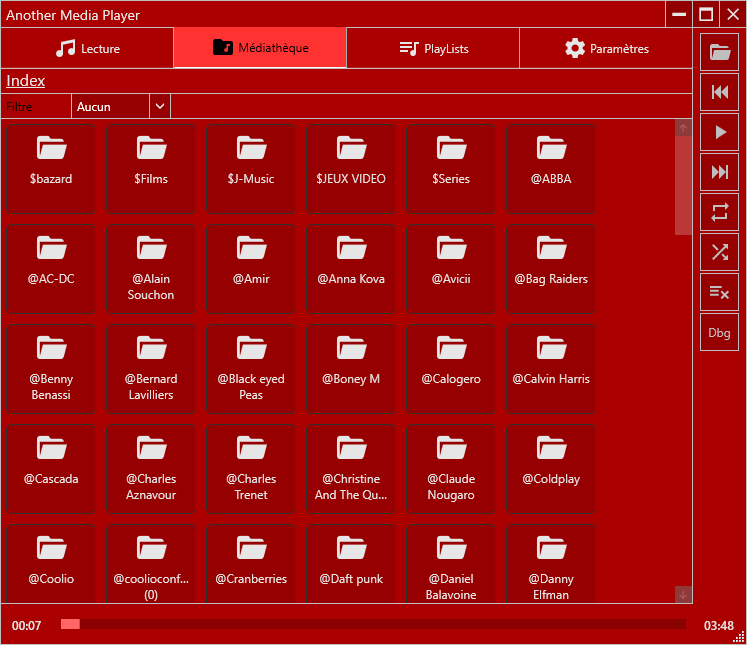 Another Media Player
Lecture
Médiathèque
PlayLists
Paramètres
Index
Filtre
Aucun
$bazard
$Films
$J-Music
$JEUX VIDEO
$Series
@ABBA
@AC-DC
@Alain
Souchon
@Amir
@Anna Kova
@Avicii
@Bag Raiders
@Benny
Benassi
@Bernard
Lavilliers
@Black eyed
Peas
@Boney M
@Calogero
@Calvin Harris
@Cascada
@Charles
Aznavour
@Charles
Trenet
@Christine
And The Qu...
@Claude
Nougaro
@Coldplay
@Coolio
@coolioconf...
(0)
@Cranberries
@Daft punk
@Daniel
Balavoine
@Danny
Elfman
Dbg
00:07
03:48